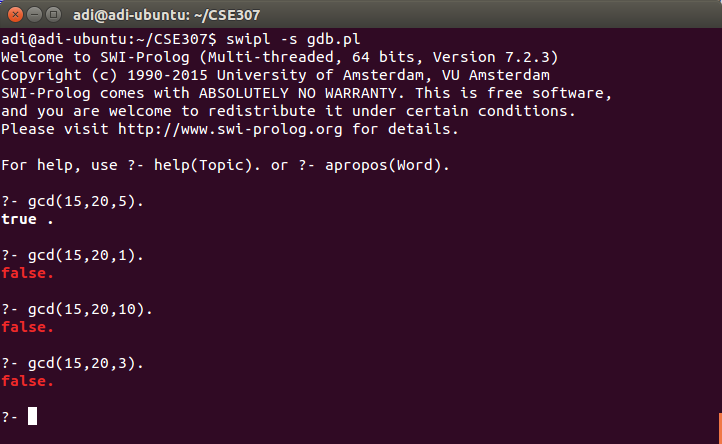 adi@adi-ubuntu: ~/CSE307
adi@adi-ubuntu:~/CSE307$ swipl -s gdb.pl
Welcome to SWI-Prolog (Multi-threaded, 64 bits, Version 7.2.3)
Copyright (c) 1990-2015 University of Amsterdam, VU Amsterdam
SWI-Prolog comes with ABSOLUTELY NO WARRANTY. This is free software,
and you are welcome to redistribute it under certain conditions.
Please visit http://www.swi-prolog.org for details.
For help, use ?- help(Topic). or ?- apropos(Word).
?- gcd(15,20,5).
true .
?- gcd(15,20,1).
false.
?- gcd(15,20,10).
false.
?- gcd(15,20,3).
false.
?-